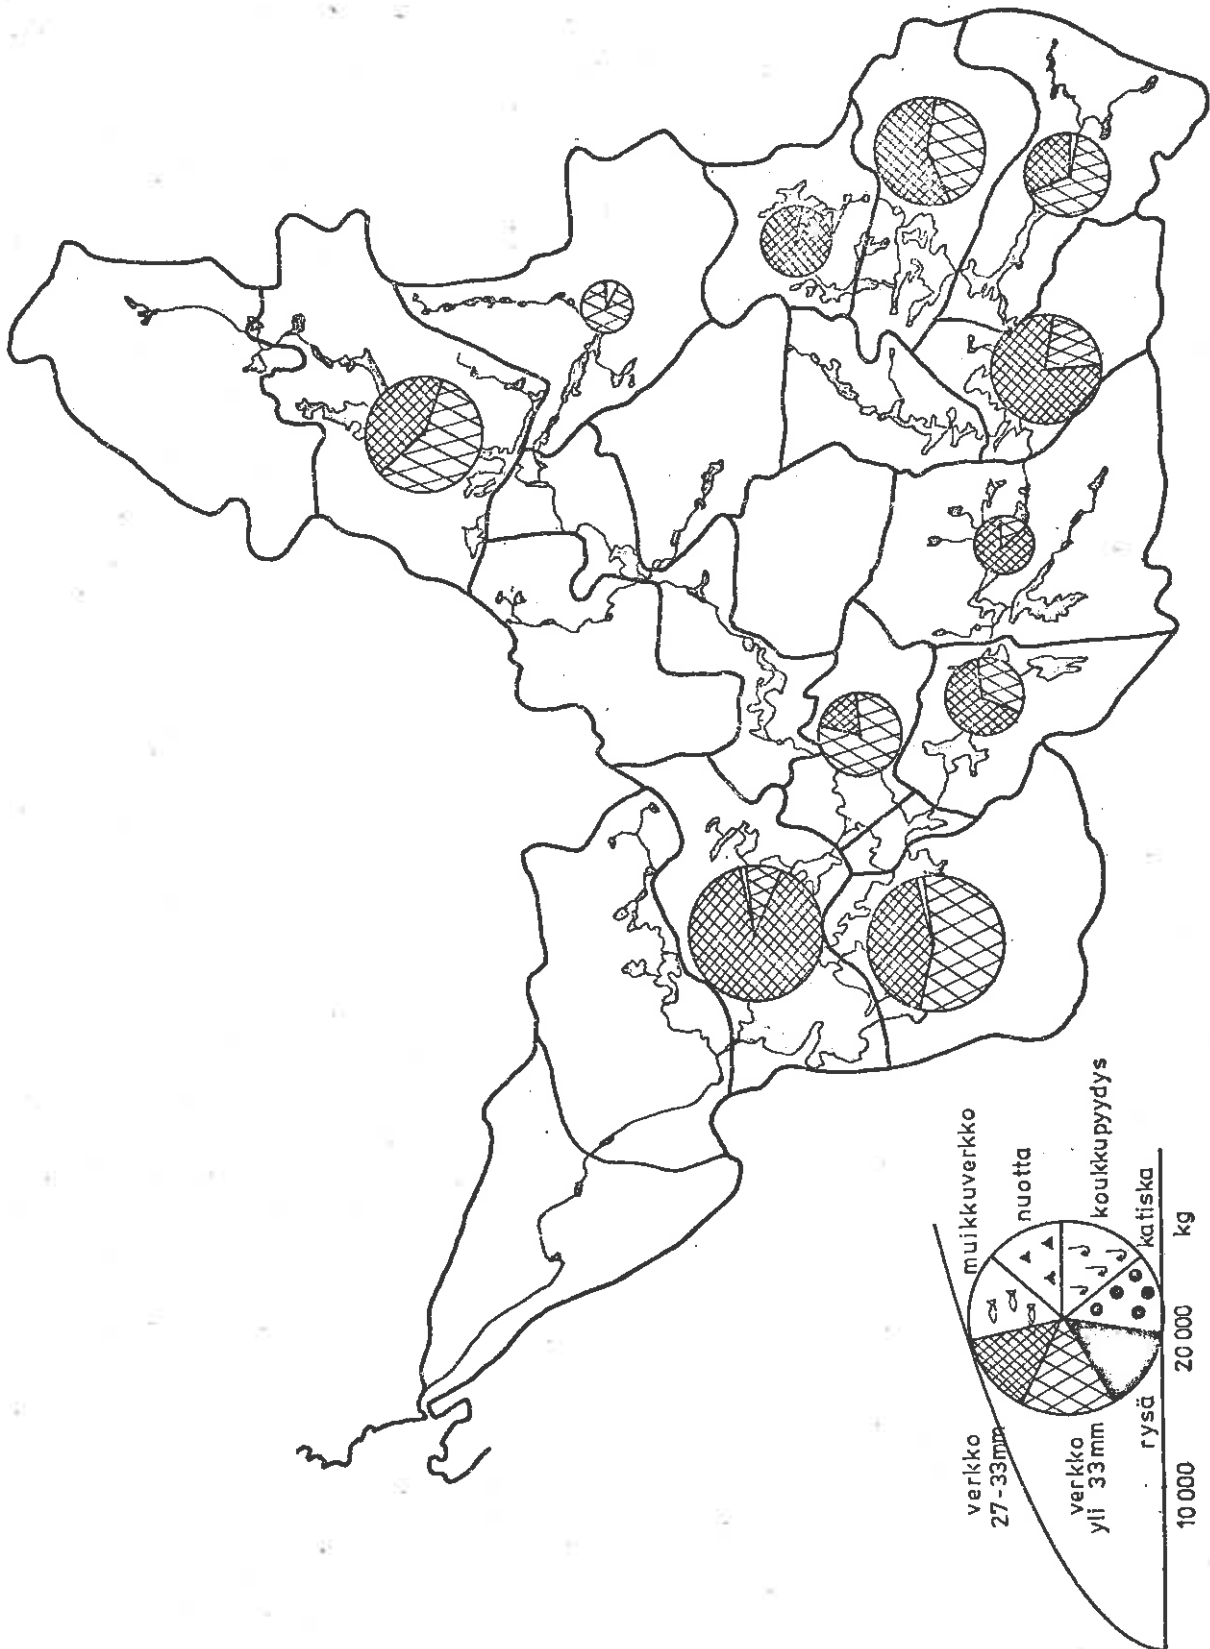 muikkuverkko
nuotta
koukkupyydys
katiska
rysä
verkko
yli 33mm
verkko
27-33mm
10 000
20 000
kg